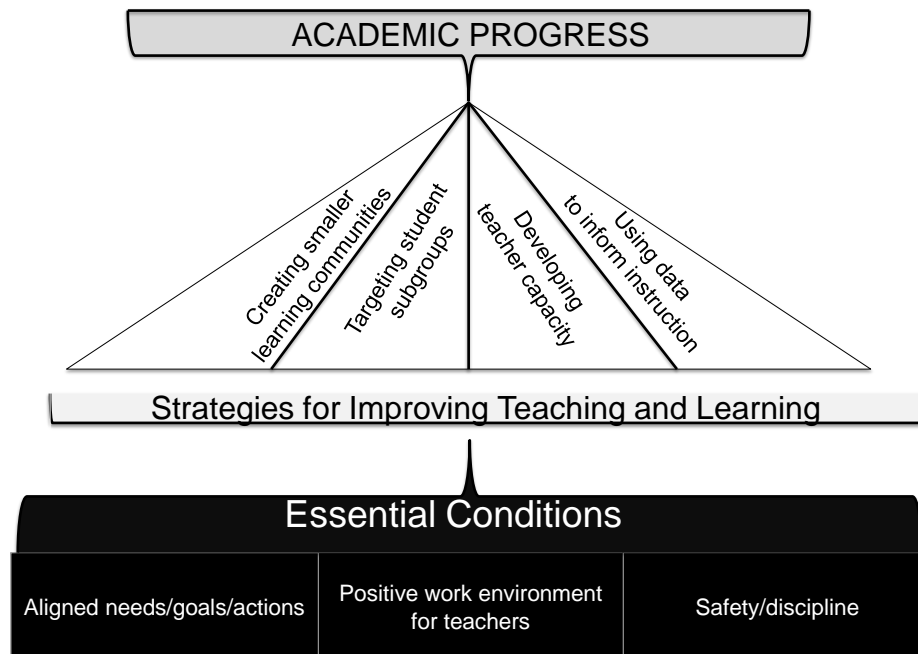 ACADEMIC PROGRESS
Creating smaller
learning communities
Targeting student
subgroups
Developing
teacher capacity
Using data
to inform instruction
Strategies for Improving Teaching and Learning
Essential Conditions
Aligned needs/goals/actions
Positive work environment
for teachers
Safety/discipline